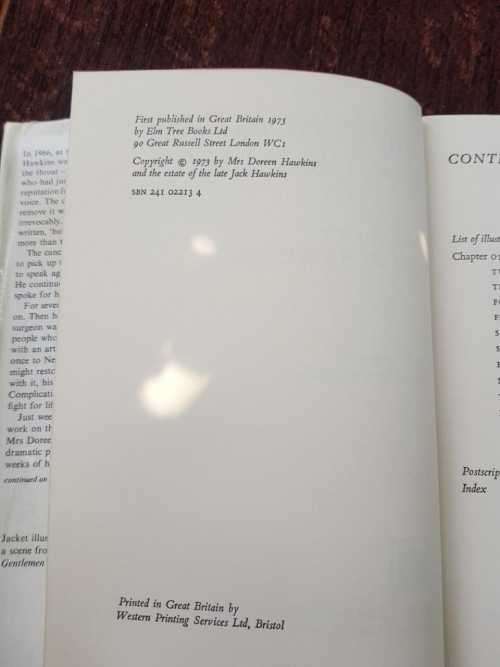 In 1966, at
Hawkins wa
the throat –
who had jus
reputation f
voice. The c
remove it w
irrevocably.
written, 'he
more than t
The canc
to pick up t
to speak ag
He continu
spoke for h
For sever
on. Then h
surgeon wa
people who
with an art
once to Ne
might resto
with it, his
Complicati
fight for lif
Just wee
work on th
Mrs Doree
dramatic p
weeks of h
continued on
Jacket illus
a scene fro
Gentlemen
First published in Great Britain 1973
by Elm Tree Books Ltd
90 Great Russell Street London WC1
Copyright © 1973 by Mrs Doreen Hawkins
and the estate of the late Jack Hawkins
SBN 241 02213 4
Printed in Great Britain by
Western Printing Services Ltd, Bristol
CONT
List of illust
Chapter o
Postscrip
Index